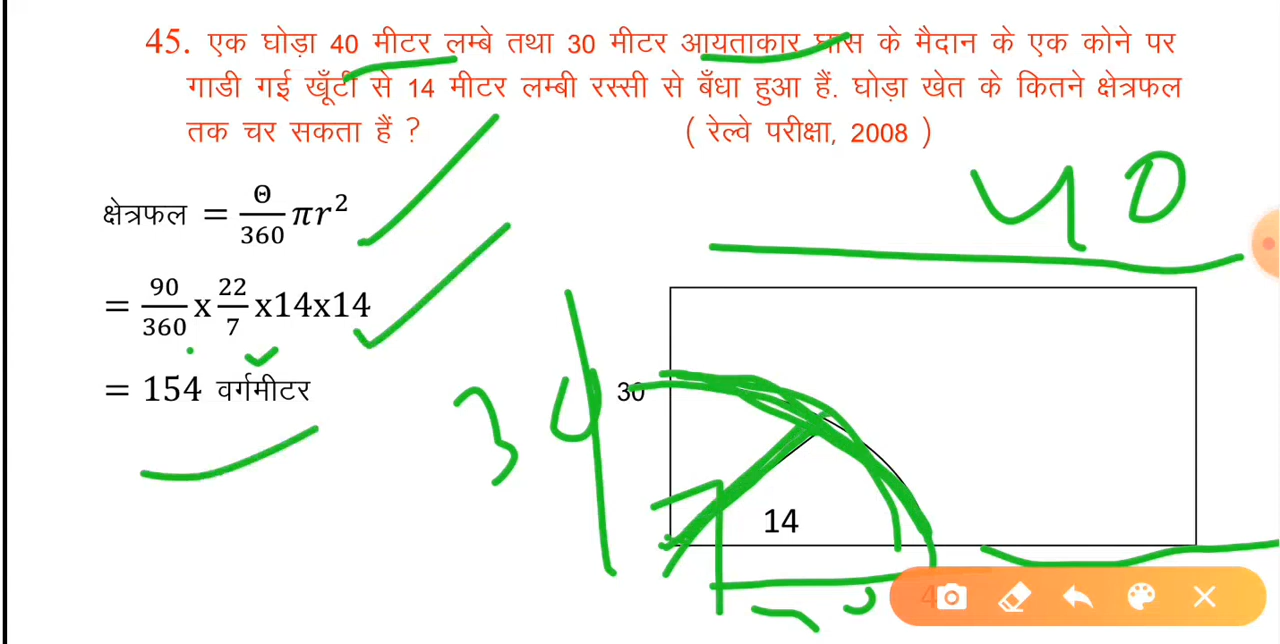 45. एक घोड़ा 40 मीटर लम्बे तथा 30 मीटर आयताकार घास के मैदान के एक कोने पर
गाडी गई खूँटी से 14 मीटर लम्बी रस्सी से बँधा हुआ हैं. घोड़ा खेत के कितने क्षेत्रफल
तक चर सकता हैं ? ( रेल्वे परीक्षा, 2008 )
क्षेत्रफल = Θ/360 πr²
= 90/360 x 22/7 x14x14
= 154 वर्गमीटर
40
30
30
14